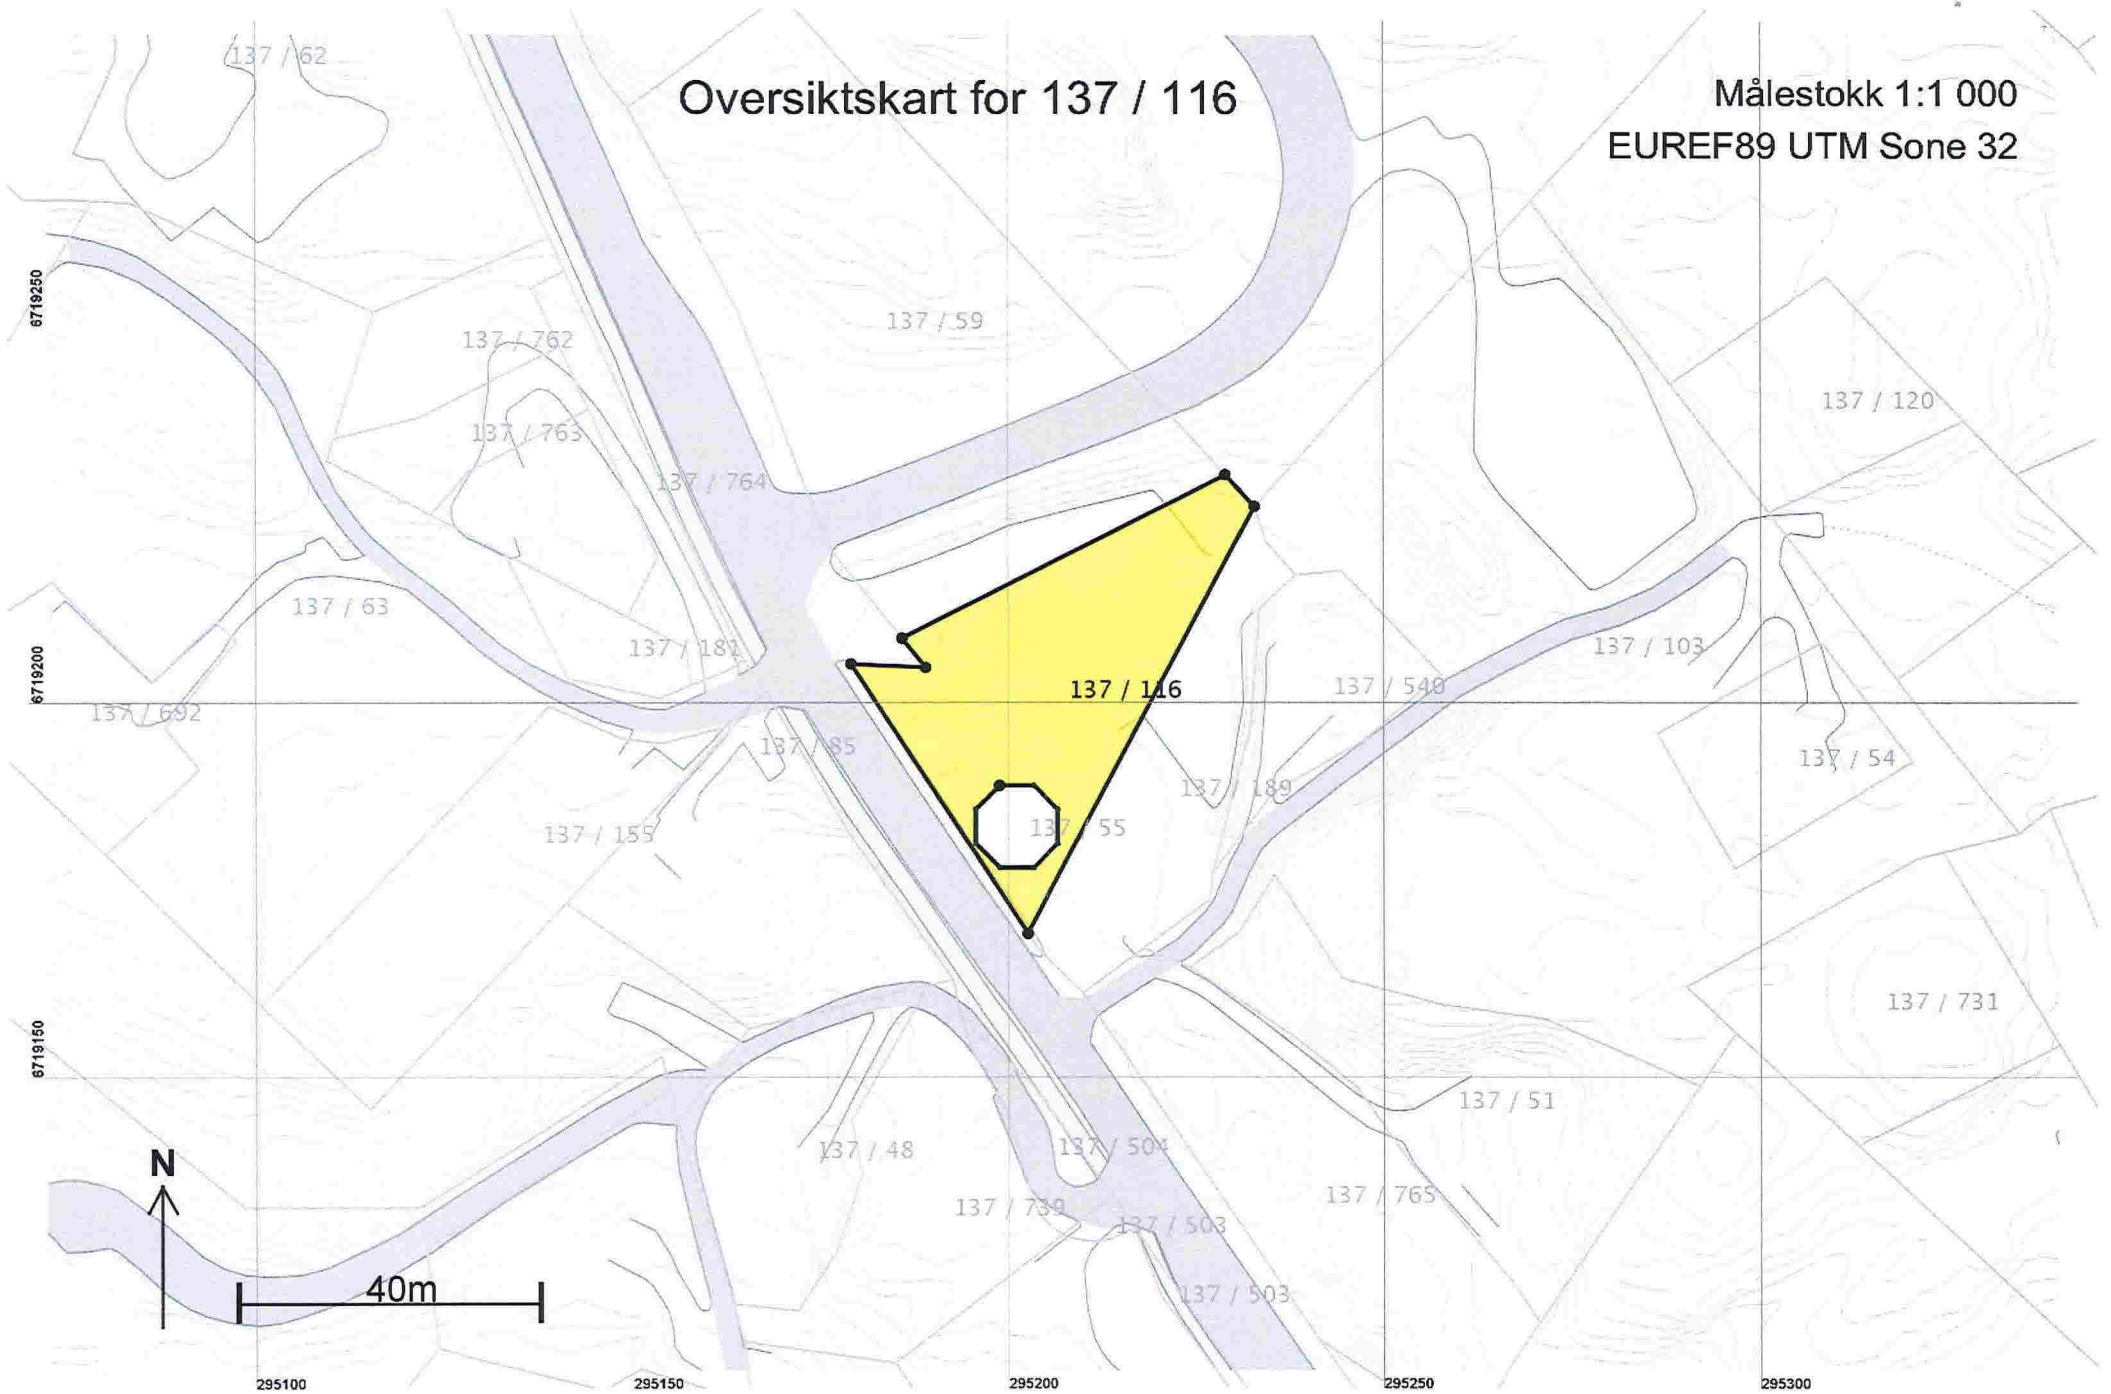 137 / 62
Oversiktskart for 137 / 116
Målestokk 1:1 000
EUREF89 UTM Sone 32
6719250
137 / 59
137 / 762
137 / 120
137 / 763
137 / 764
137 / 63
137 / 181
137 / 103
6719200
137 / 116
137 / 540
137 / 692
137 / 85
137 / 54
137 / 189
137 / 155
137 / 55
137 / 731
6719150
137 / 51
137 / 48
137 / 504
N
137 / 765
137 / 739
137 / 503
40m
137 / 503
295100
295150
295200
295250
295300